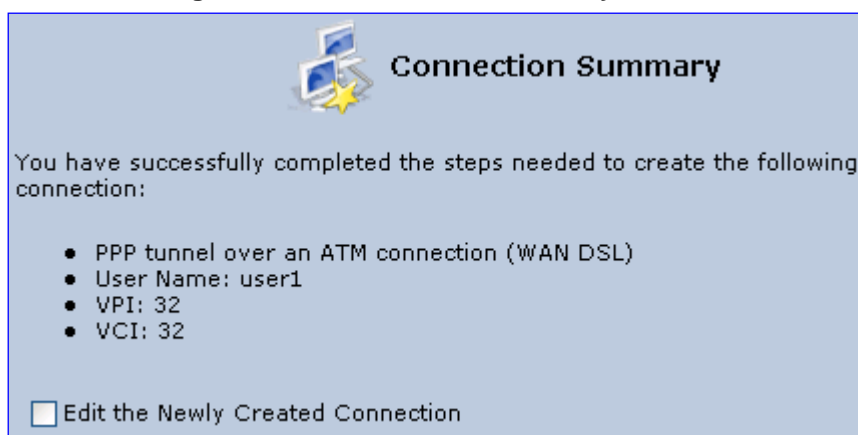 Connection Summary
You have successfully completed the steps needed to create the following
connection:
● PPP tunnel over an ATM connection (WAN DSL)
● User Name: user1
● VPI: 32
● VCI: 32
Edit the Newly Created Connection